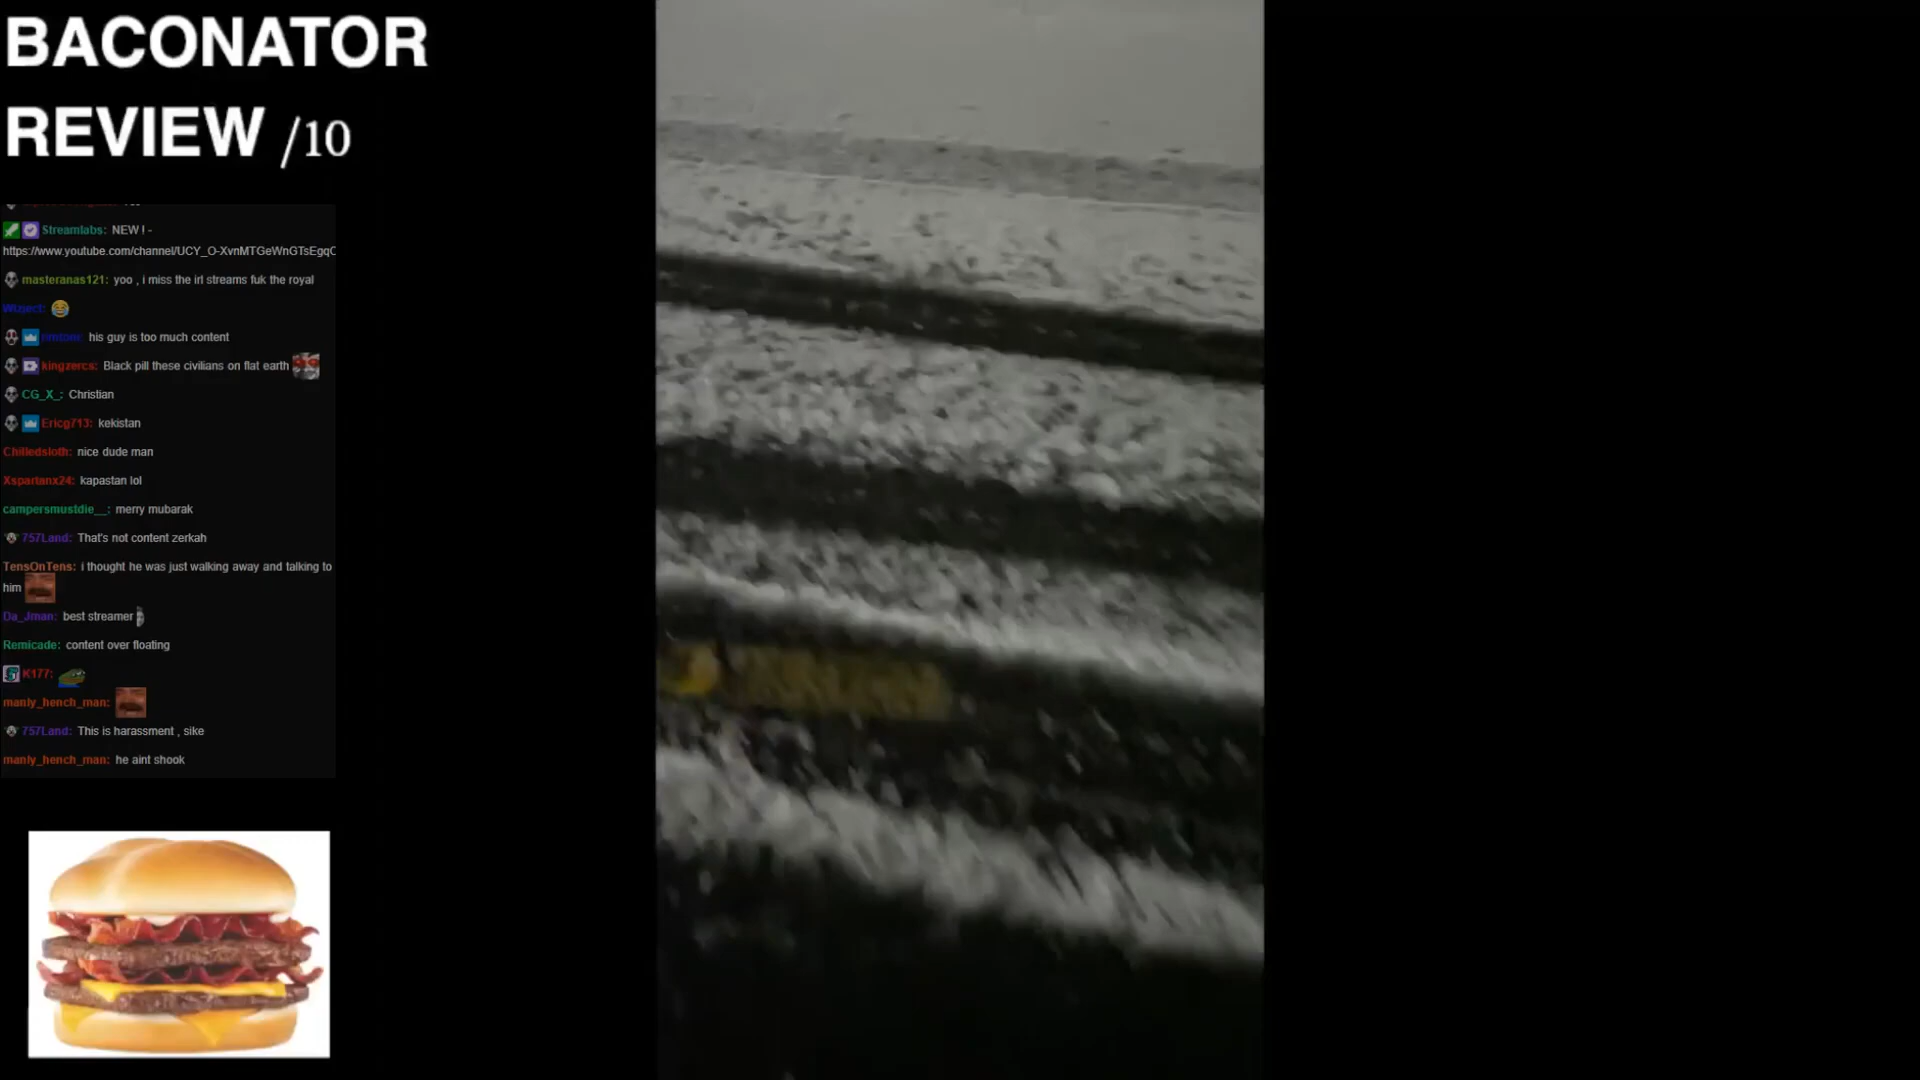 BACONATOR
REVIEW /10
Streamlabs: NEW ! -
https://www.youtube.com/channel/UCY_O-XvnMTGeWnGTsEgqC
masteranas121: yoo , i miss the irl streams fuk the royal
his guy is too much content
kingzercs: Black pill these civilians on flat earth
CG_X_: Christian
Ericg713: kekistan
Chilledsloth: nice dude man
Xspartanx24: kapastan lol
campersmustdie__: merry mubarak
757Land: That's not content zerkah
TensOnTens: i thought he was just walking away and talking to
him
Da_Jman: best streamer
Remicade: content over floating
K177:
manly_hench_man:
757Land: This is harassment , sike
manly_hench_man: he aint shook